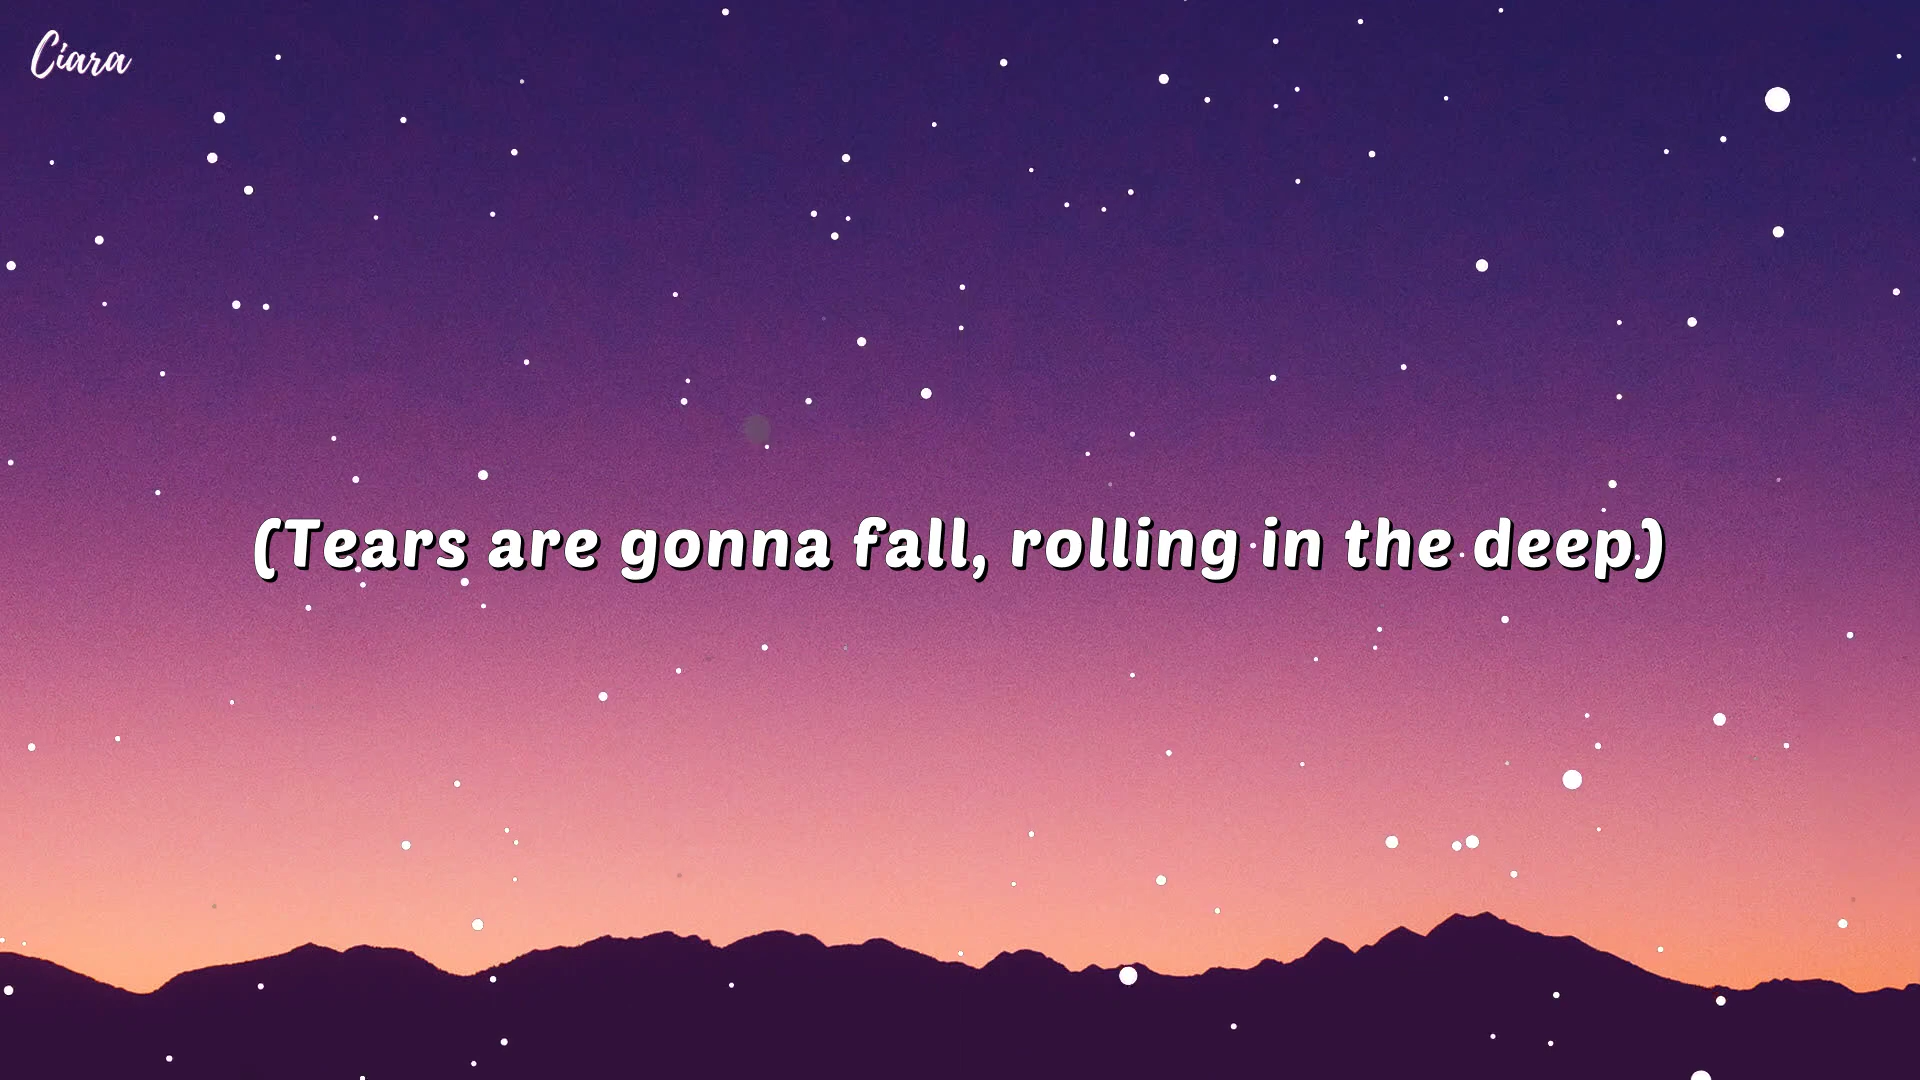 Ciara
(Tears are gonna fall, rolling in the deep)